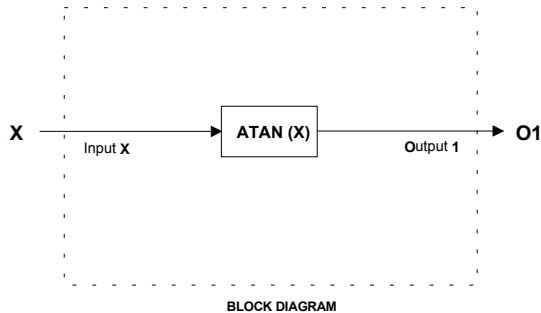 X
Input X
ATAN (X)
Output 1
O1
BLOCK DIAGRAM